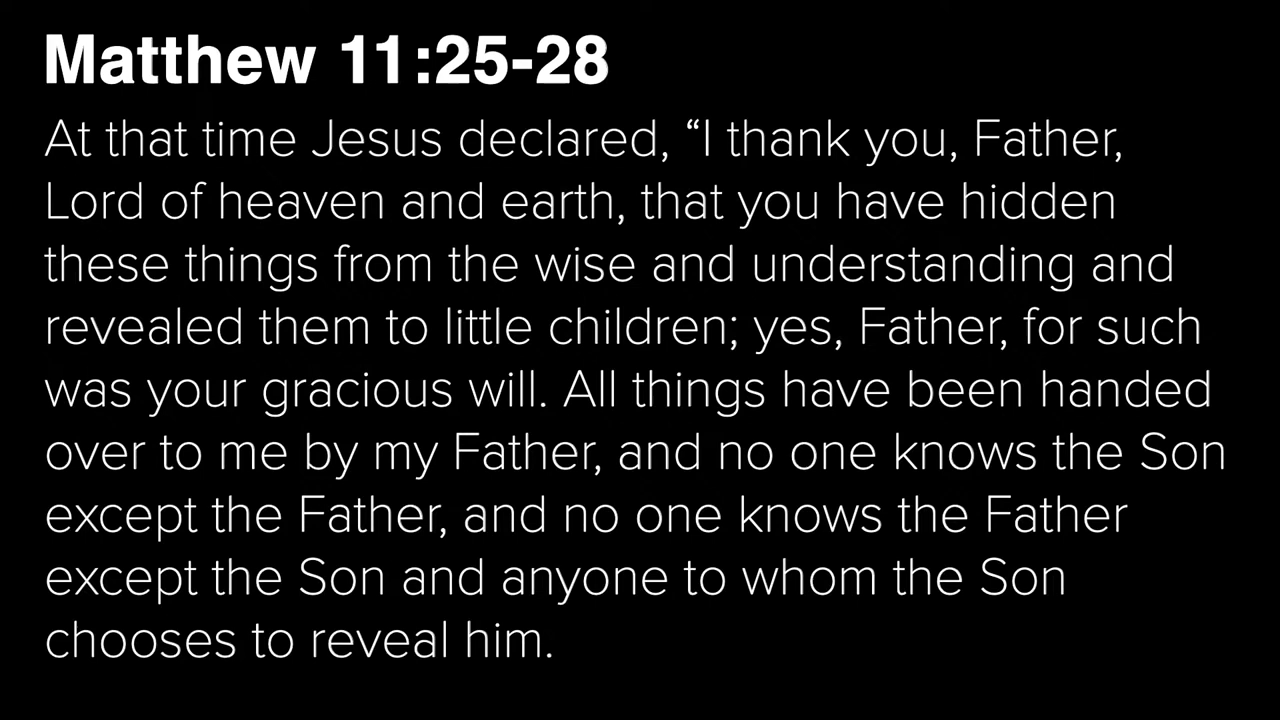 Matthew 11:25-28
At that time Jesus declared, “I thank you, Father,
Lord of heaven and earth, that you have hidden
these things from the wise and understanding and
revealed them to little children; yes, Father, for such
was your gracious will. All things have been handed
over to me by my Father, and no one knows the Son
except the Father, and no one knows the Father
except the Son and anyone to whom the Son
chooses to reveal him.